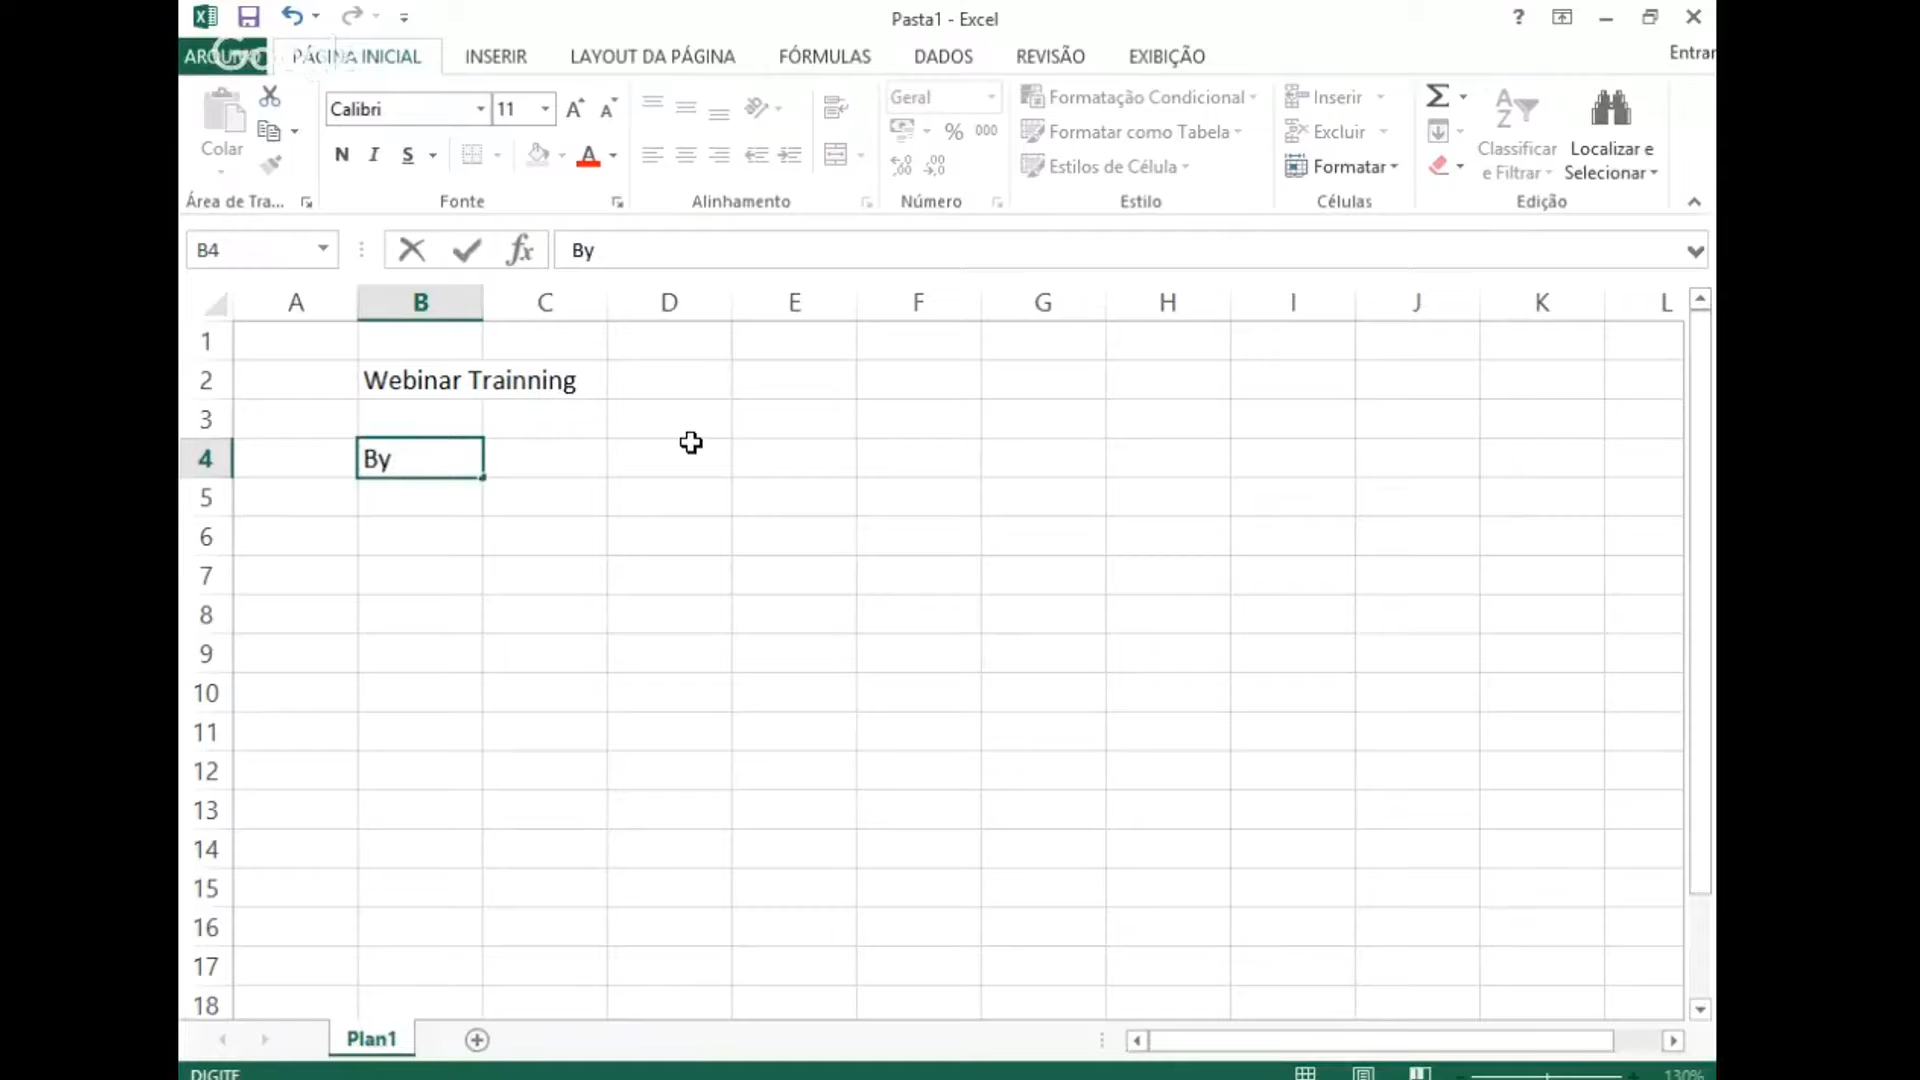 Pasta1 - Excel
?
ARQUIVO PÁGINA INICIAL INSERIR LAYOUT DA PÁGINA FÓRMULAS DADOS REVISÃO EXIBIÇÃO Entrar
Colar
Calibri 11 A A
N I S A
Geral
% 000
Formatação Condicional
Formatar como Tabela
Estilos de Célula
Inserir
Excluir
Formatar
Σ
Classificar
e Filtrar
Localizar e
Selecionar
Área de Tra... Fonte Alinhamento Número Estilo Células Edição
B4 fx By
A B C D E F G H I J K L
1
2 Webinar Trainning
3
4 By
5
6
7
8
9
10
11
12
13
14
15
16
17
18
Plan1
DIGITE 130%